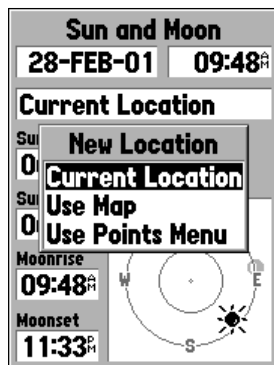 Sun and Moon
28-FEB-01 09:48AM
Current Location
New Location
Current Location
Use Map
Use Points Menu
Moonrise
09:48AM
W E
Moonset
S
11:33PM